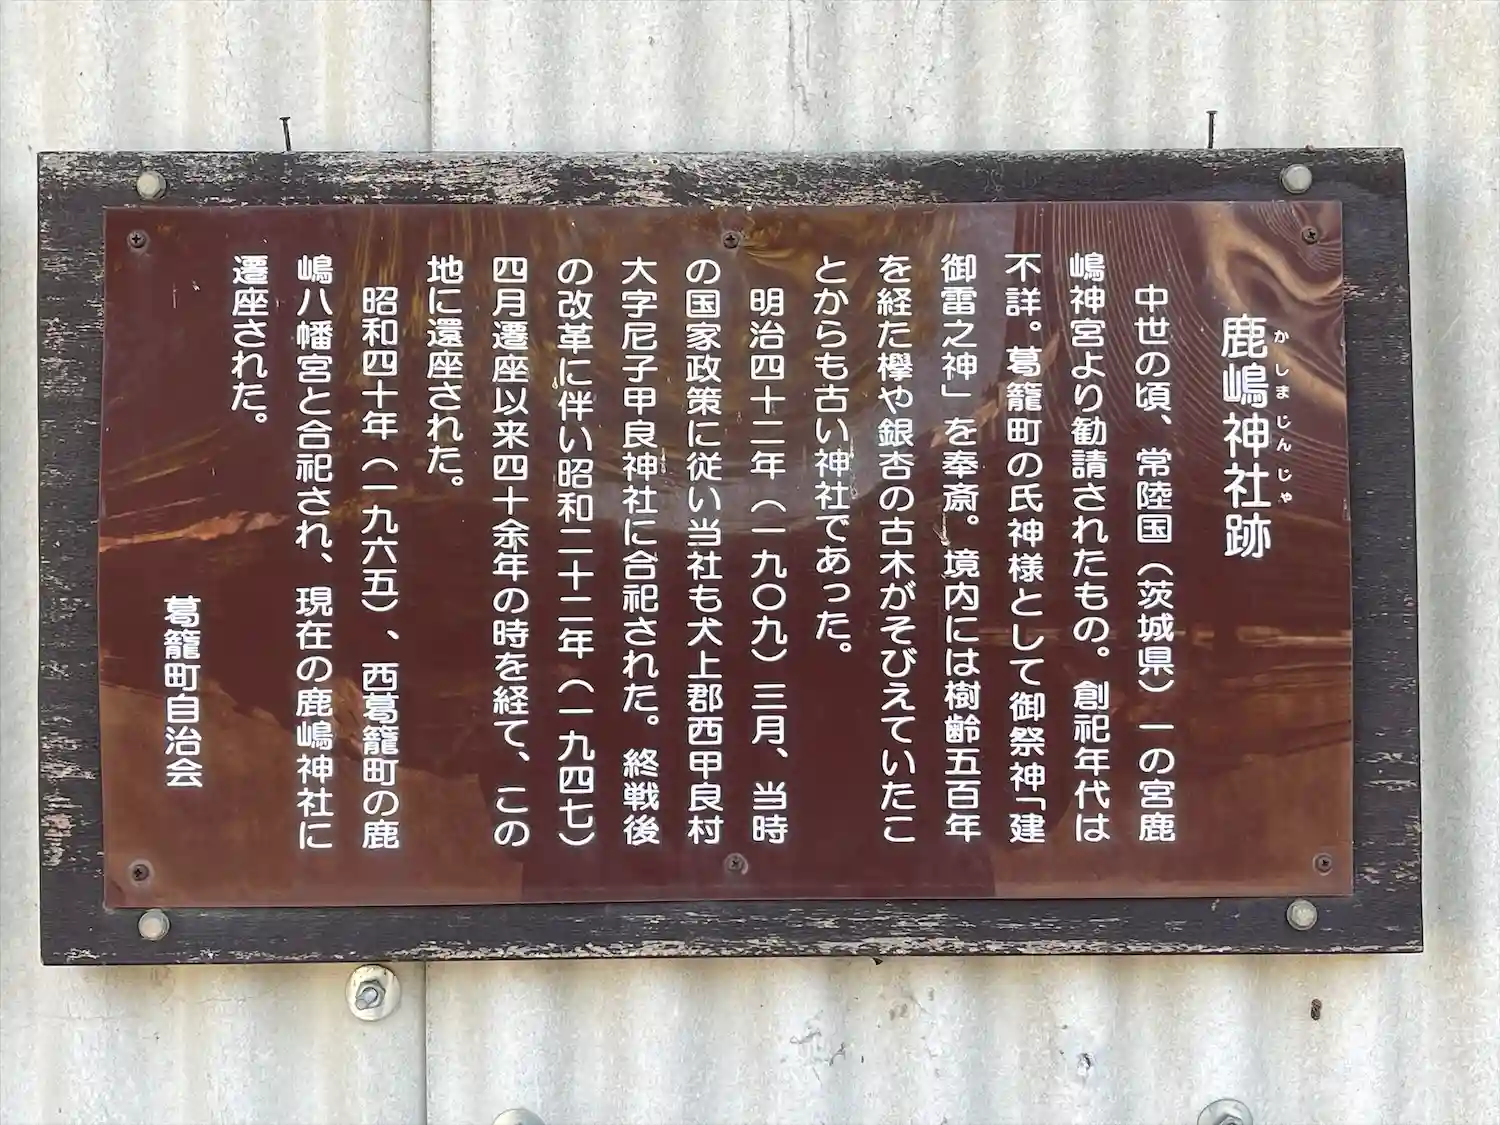 鹿嶋神社跡
かしまじんじゃ
中世の頃、常陸国（茨城県）一の宮鹿
嶋神宮より勧請されたもの。創祀年代は
不詳。葛籠町の氏神様として御祭神「建
御雷之神」を奉斎。境内には樹齢五百年
を経た欅や銀杏の古木がそびえていたこ
とからも古い神社であった。
明治四十二年（一九〇九）三月、当時
の国家政策に従い当社も犬上郡西甲良村
大字尼子甲良神社に合祀された。終戦後
の改革に伴い昭和二十二年（一九四七）
四月遷座以来四十余年の時を経て、この
地に還座された。
昭和四十年（一九六五）、西葛籠町の鹿
嶋八幡宮と合祀され、現在の鹿嶋神社に
遷座された。
葛籠町自治会